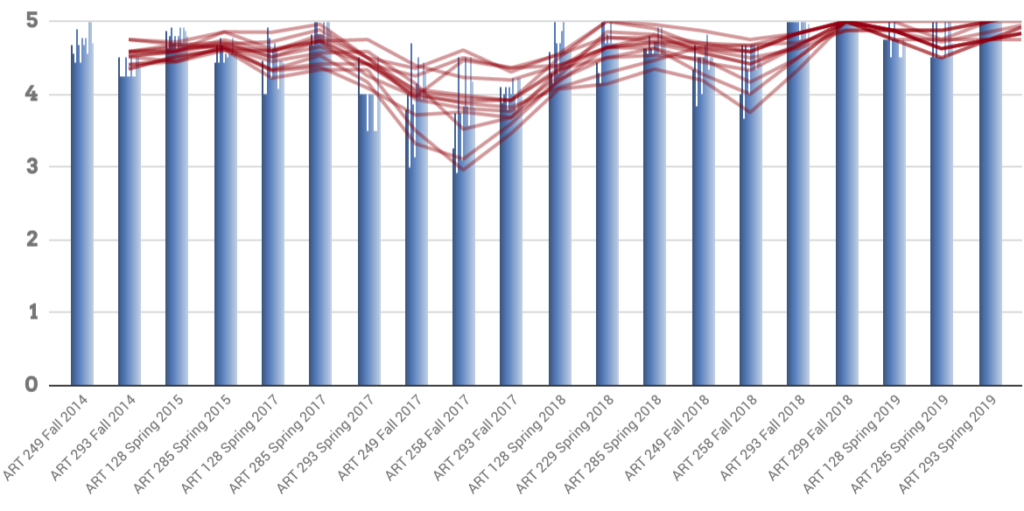 5
4
3
2
1
0
ART 249 Fall 2014
ART 293 Fall 2014
ART 128 Spring 2015
ART 285 Spring 2015
ART 128 Spring 2017
ART 285 Spring 2017
ART 293 Spring 2017
ART 249 Fall 2017
ART 258 Fall 2017
ART 293 Fall 2017
ART 128 Spring 2018
ART 229 Spring 2018
ART 285 Spring 2018
ART 249 Fall 2018
ART 258 Fall 2018
ART 293 Fall 2018
ART 299 Fall 2018
ART 128 Spring 2019
ART 285 Spring 2019
ART 293 Spring 2019